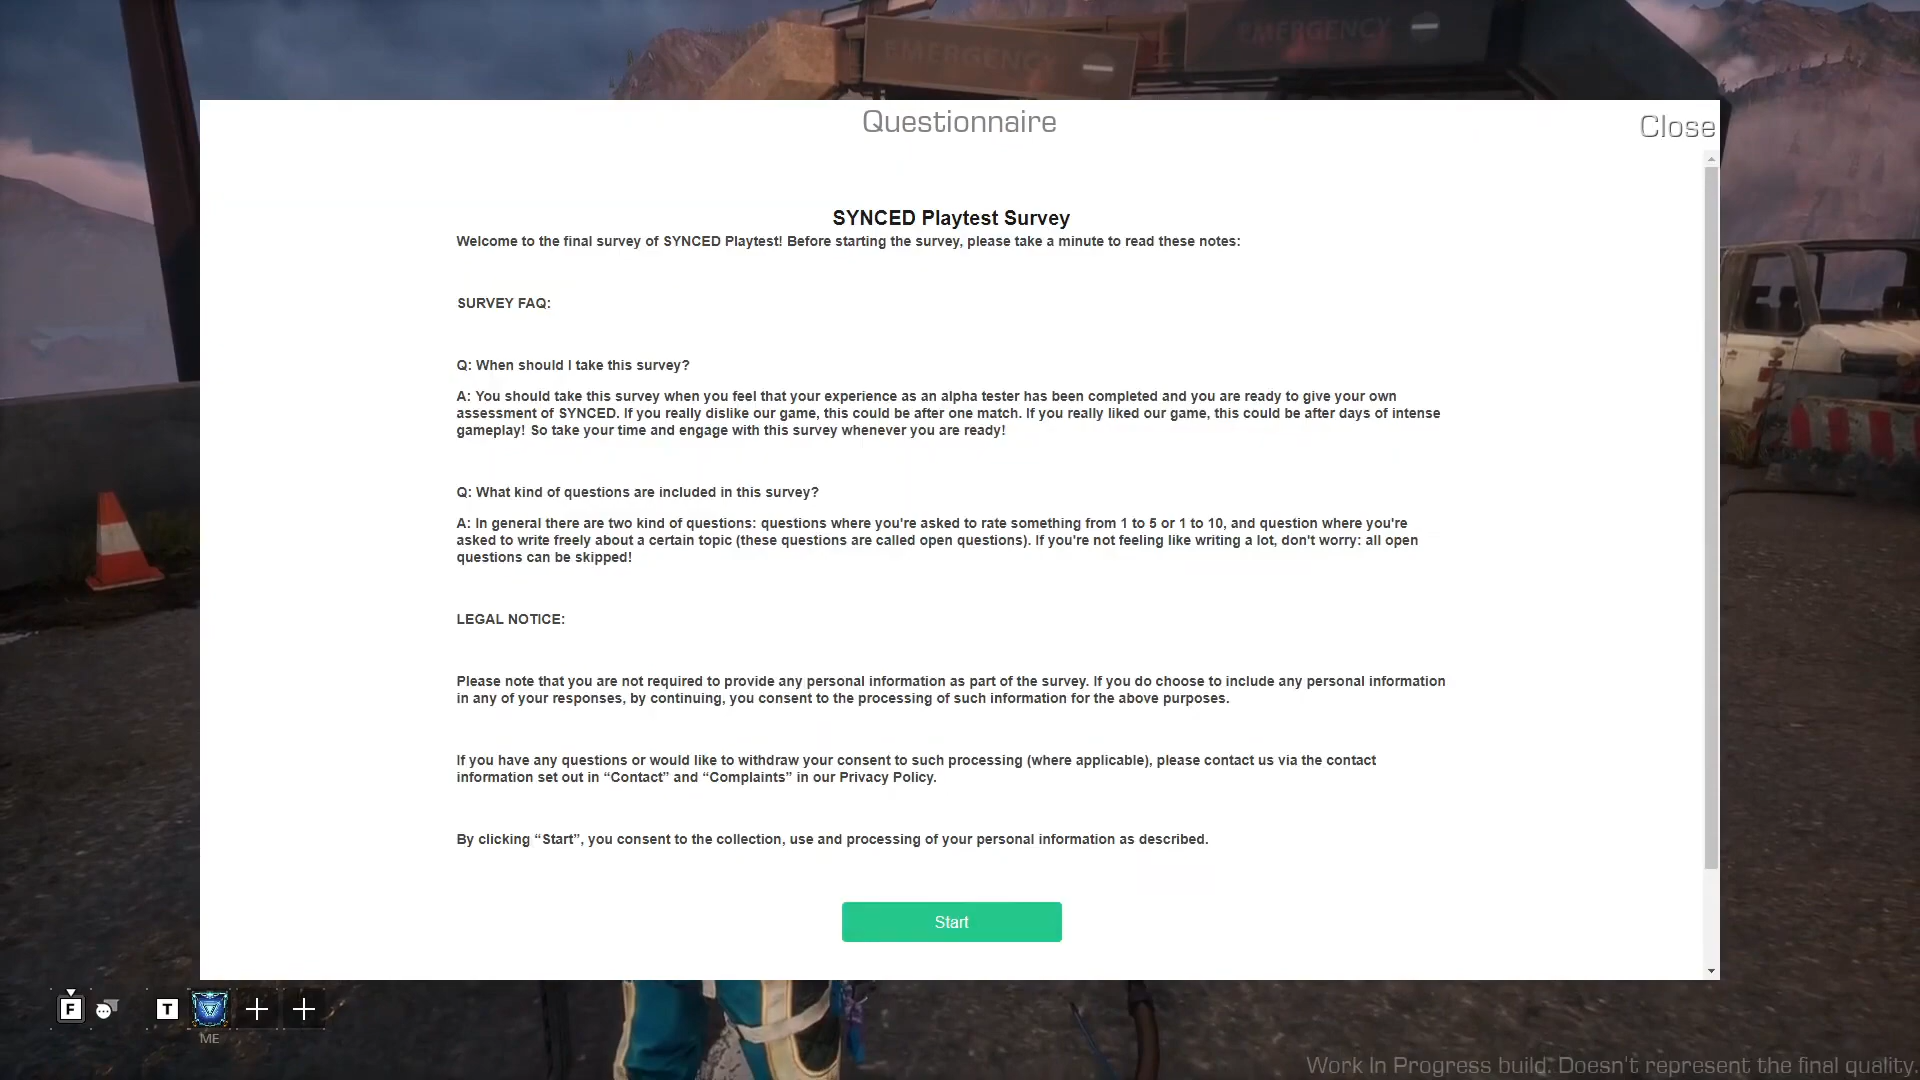 EMERGENCY
EMERGENCY
Questionnaire
Close
SYNCED Playtest Survey
Welcome to the final survey of SYNCED Playtest! Before starting the survey, please take a minute to read these notes:
SURVEY FAQ:
Q: When should I take this survey?
A: You should take this survey when you feel that your experience as an alpha tester has been completed and you are ready to give your own
assessment of SYNCED. If you really dislike our game, this could be after one match. If you really liked our game, this could be after days of intense
gameplay! So take your time and engage with this survey whenever you are ready!
Q: What kind of questions are included in this survey?
A: In general there are two kind of questions: questions where you're asked to rate something from 1 to 5 or 1 to 10, and question where you're
asked to write freely about a certain topic (these questions are called open questions). If you're not feeling like writing a lot, don't worry: all open
questions can be skipped!
LEGAL NOTICE:
Please note that you are not required to provide any personal information as part of the survey. If you do choose to include any personal information
in any of your responses, by continuing, you consent to the processing of such information for the above purposes.
If you have any questions or would like to withdraw your consent to such processing (where applicable), please contact us via the contact
information set out in “Contact” and “Complaints” in our Privacy Policy.
By clicking “Start”, you consent to the collection, use and processing of your personal information as described.
Start
F
T
ME
Work In Progress build. Doesn't represent the final quality.